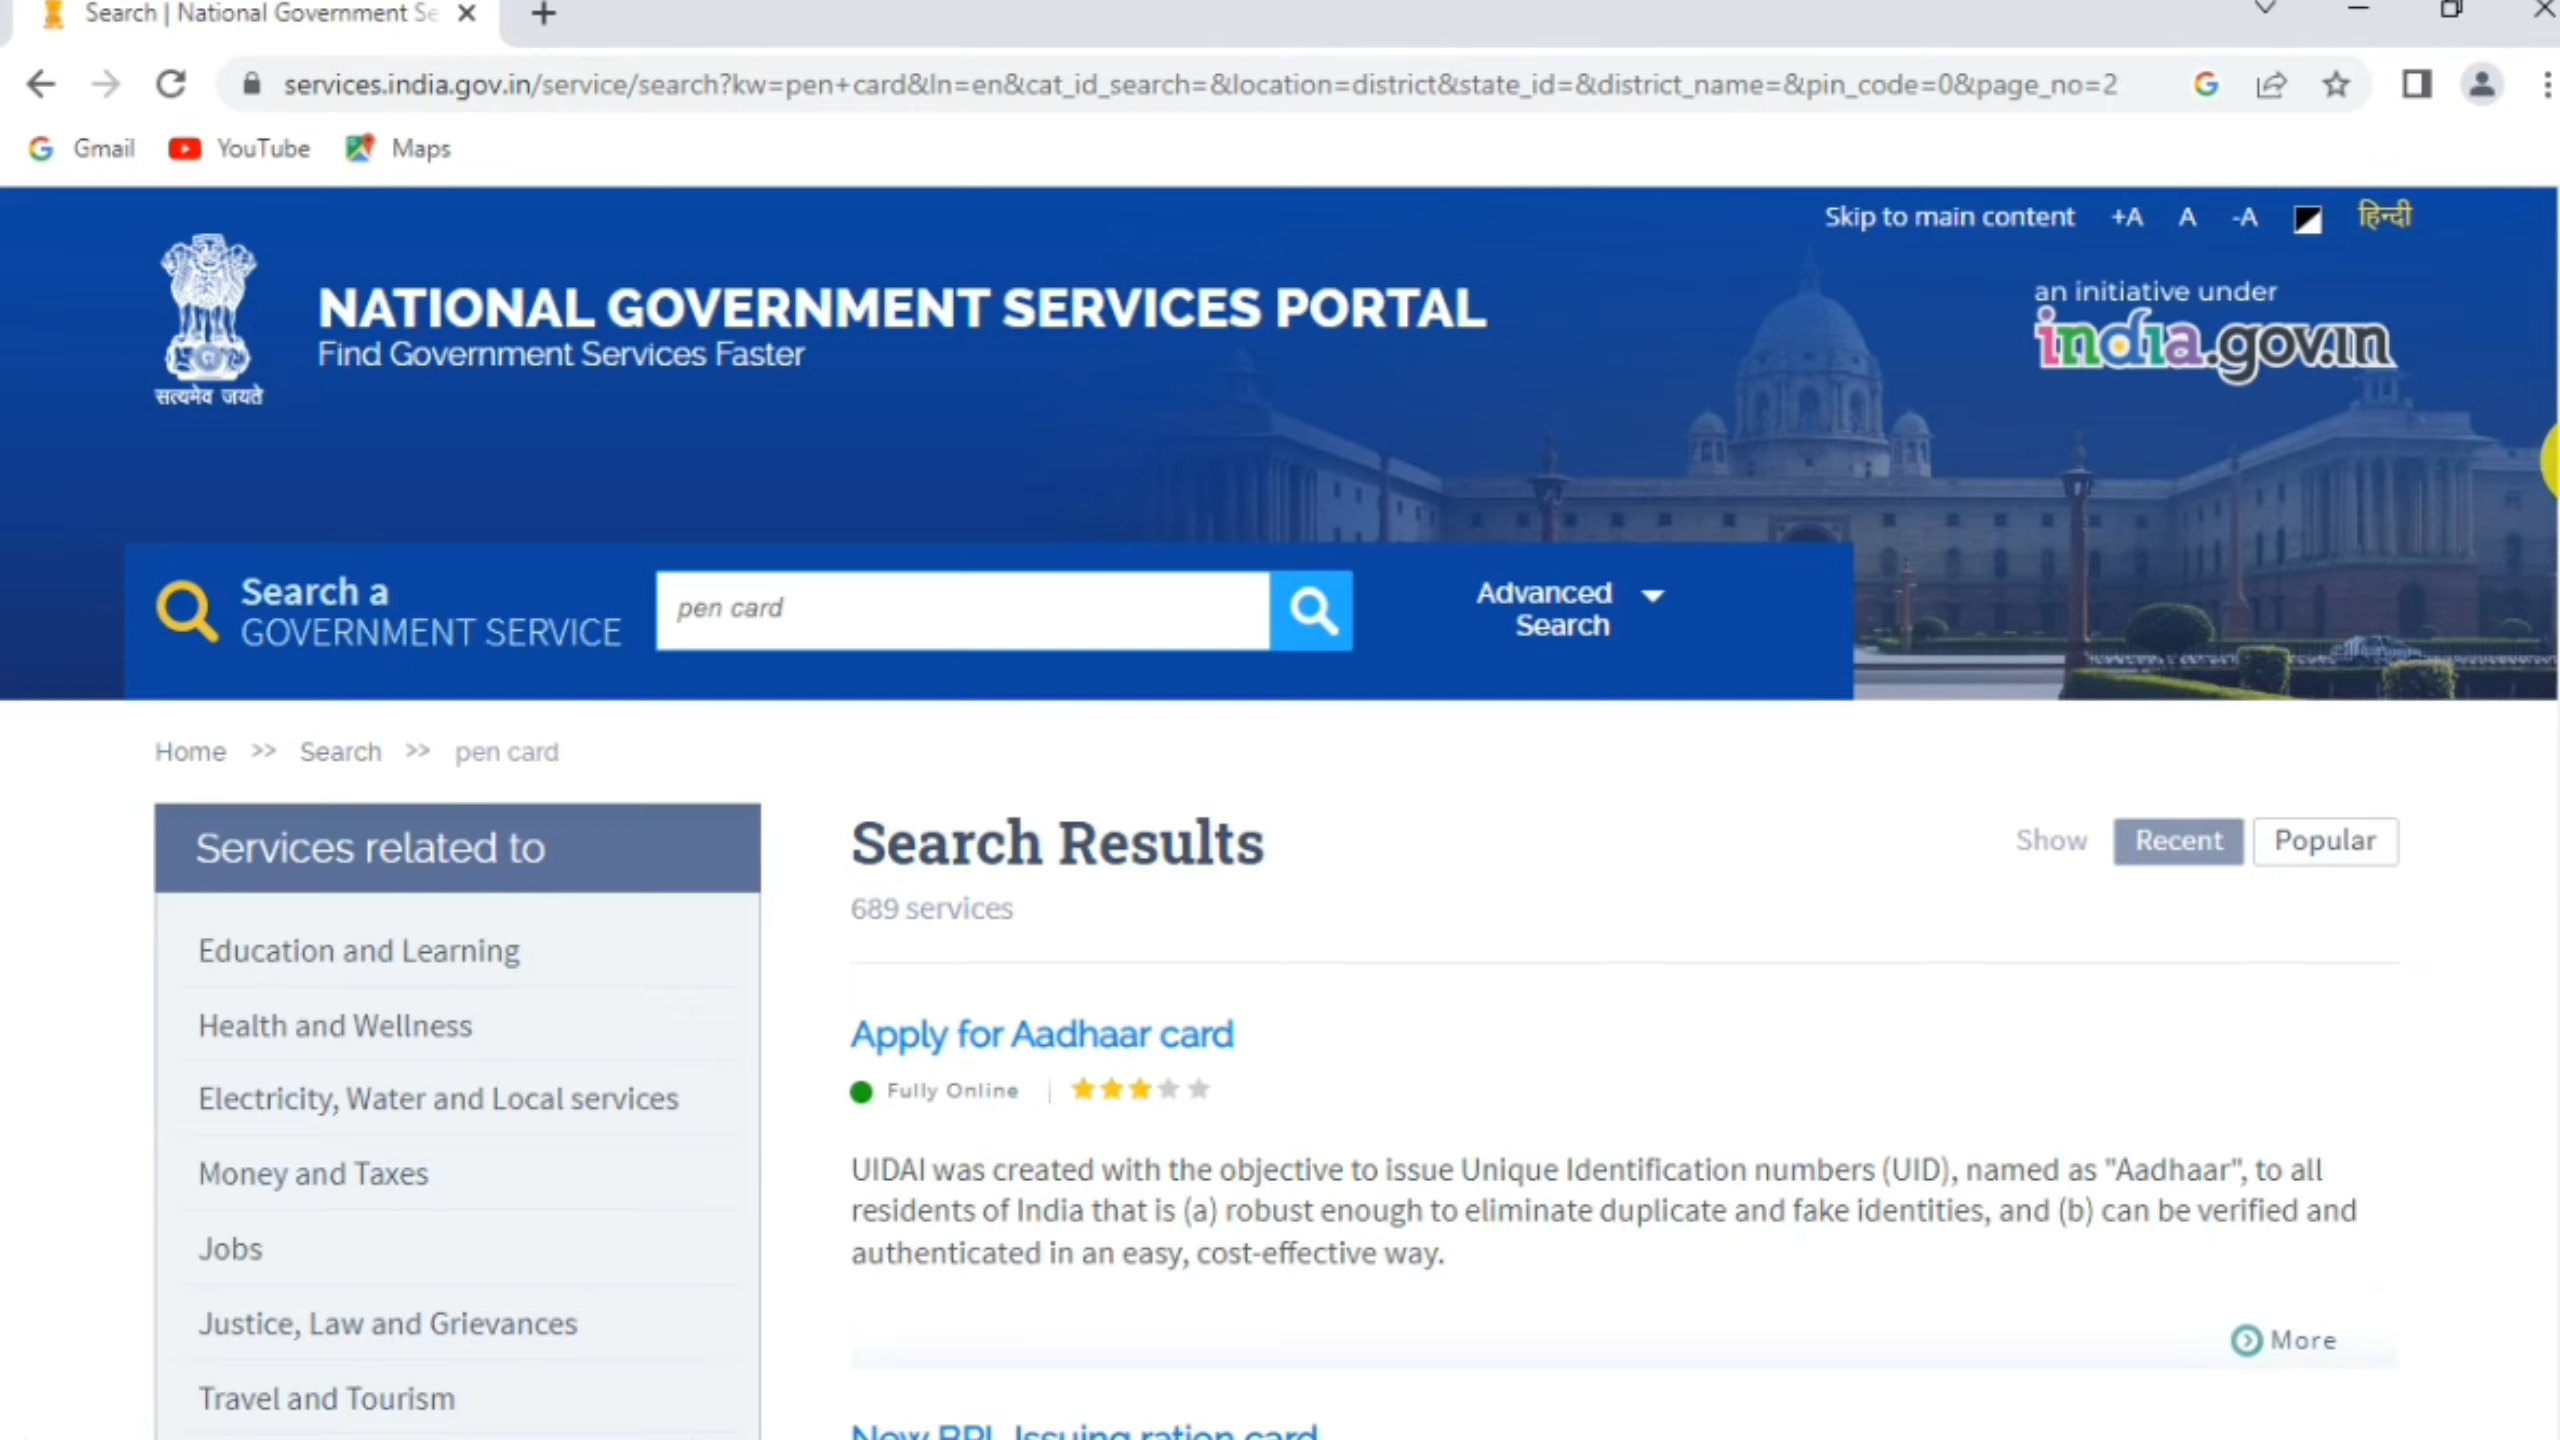 Search | National Government Se
services.india.gov.in/service/search?kw=pen+card&ln=en&cat_id_search=&location=district&state_id=&district_name=&pin_code=0&page_no=2
Gmail
YouTube
Maps
Skip to main content +A A -A हिन्दी
सत्यमेव जयते
NATIONAL GOVERNMENT SERVICES PORTAL
Find Government Services Faster
an initiative under
india.gov.in
Search a
GOVERNMENT SERVICE
pen card
Advanced
Search
Home >> Search >> pen card
Services related to
Education and Learning
Health and Wellness
Electricity, Water and Local services
Money and Taxes
Jobs
Justice, Law and Grievances
Travel and Tourism
Search Results
Show Recent Popular
689 services
Apply for Aadhaar card
Fully Online
UIDAI was created with the objective to issue Unique Identification numbers (UID), named as "Aadhaar", to all
residents of India that is (a) robust enough to eliminate duplicate and fake identities, and (b) can be verified and
authenticated in an easy, cost-effective way.
More
New BPL Issuing ration card